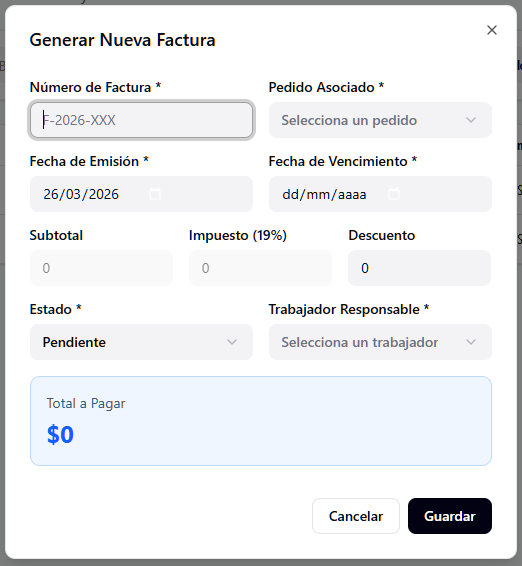 Generar Nueva Factura
Número de Factura *
Pedido Asociado *
F-2026-XXX
Selecciona un pedido
Fecha de Emisión *
Fecha de Vencimiento *
26/03/2026
dd/mm/aaaa
Subtotal
Impuesto (19%)
Descuento
0
0
0
Estado *
Trabajador Responsable *
Pendiente
Selecciona un trabajador
Total a Pagar
$0
Cancelar
Guardar